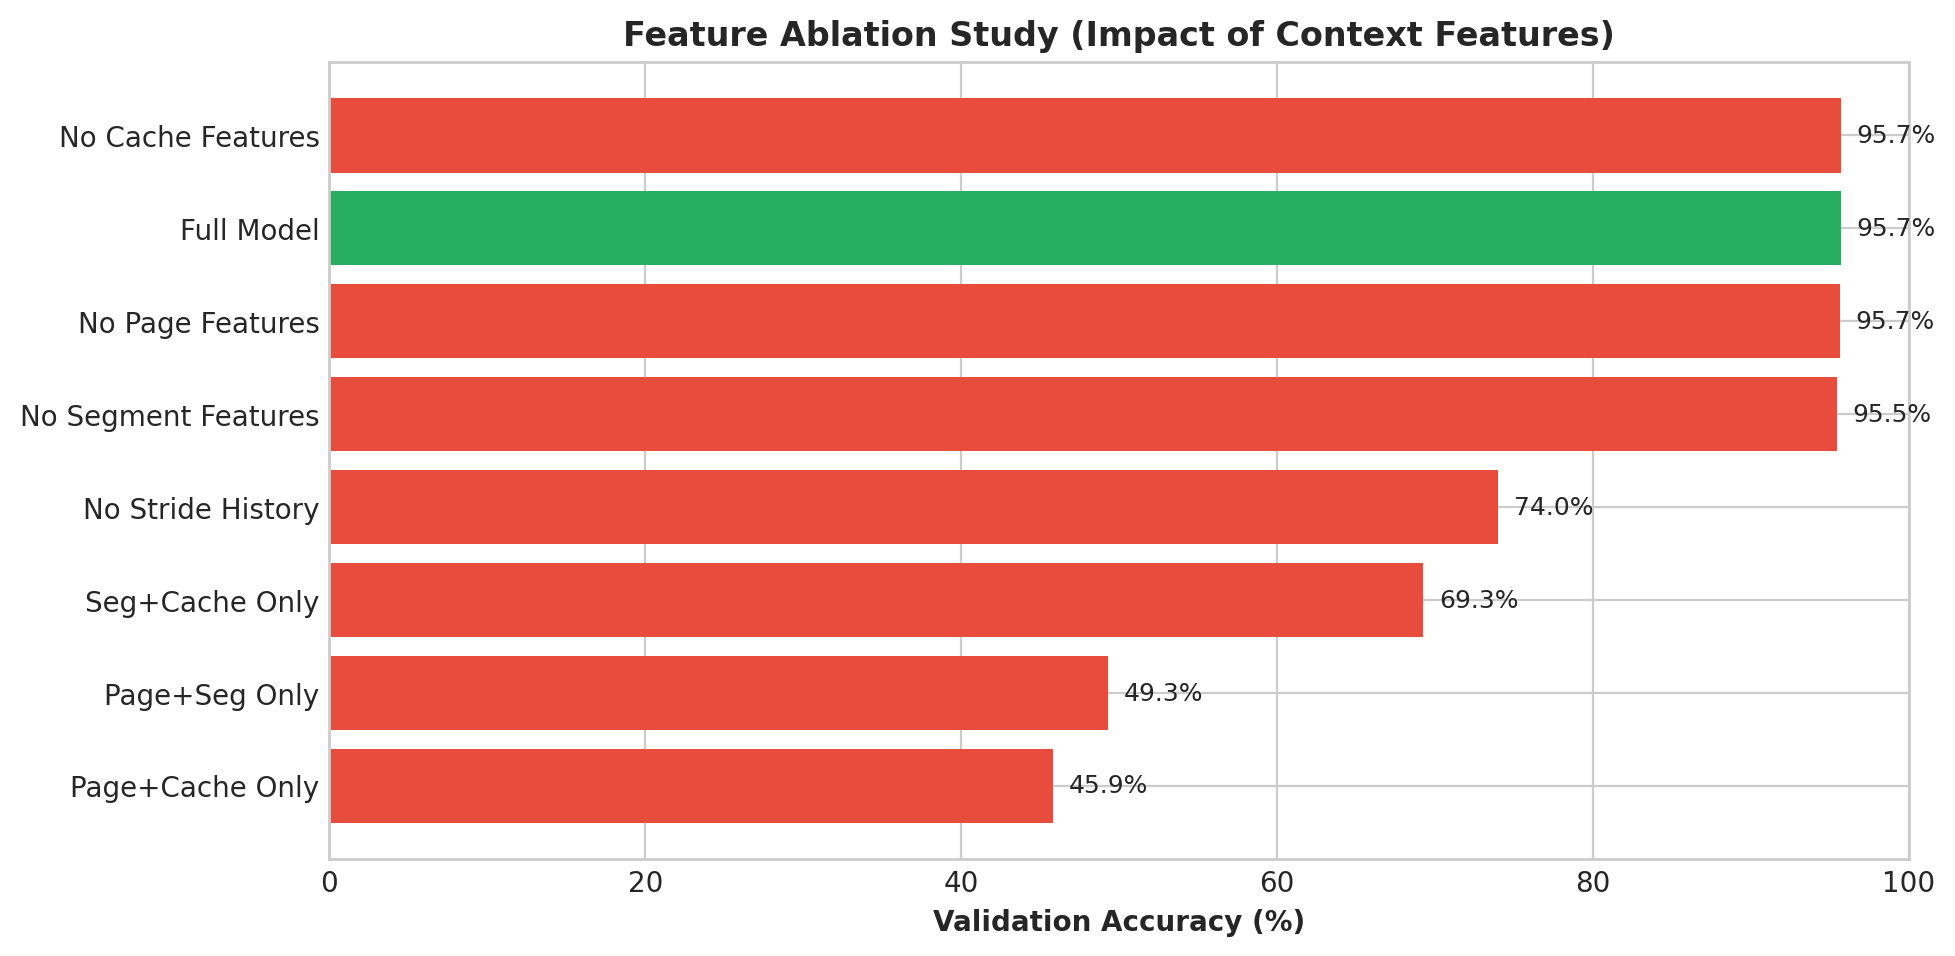 Feature Ablation Study (Impact of Context Features)
No Cache Features 95.7%
Full Model 95.7%
No Page Features 95.7%
No Segment Features 95.5%
No Stride History 74.0%
Seg+Cache Only 69.3%
Page+Seg Only 49.3%
Page+Cache Only 45.9%
0 20 40 60 80 100
Validation Accuracy (%)